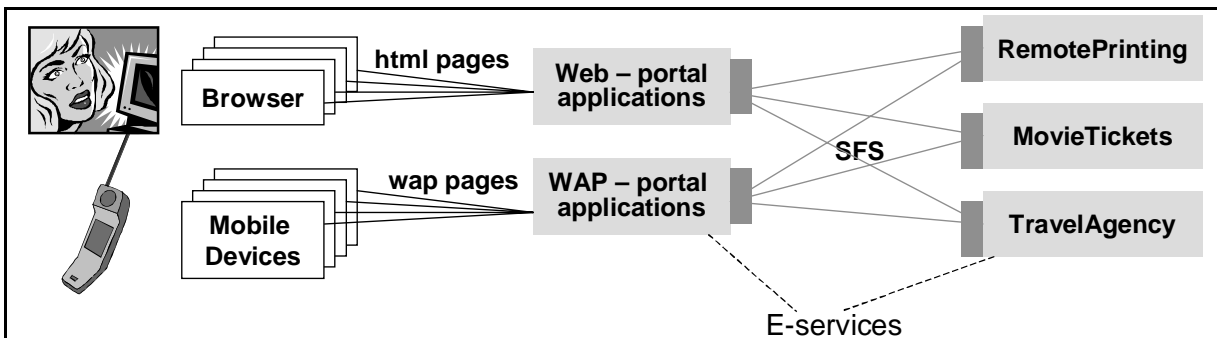 html pages
Browser
Web – portal
applications
RemotePrinting
MovieTickets
SFS
wap pages
Mobile
Devices
WAP – portal
applications
TravelAgency
E-services